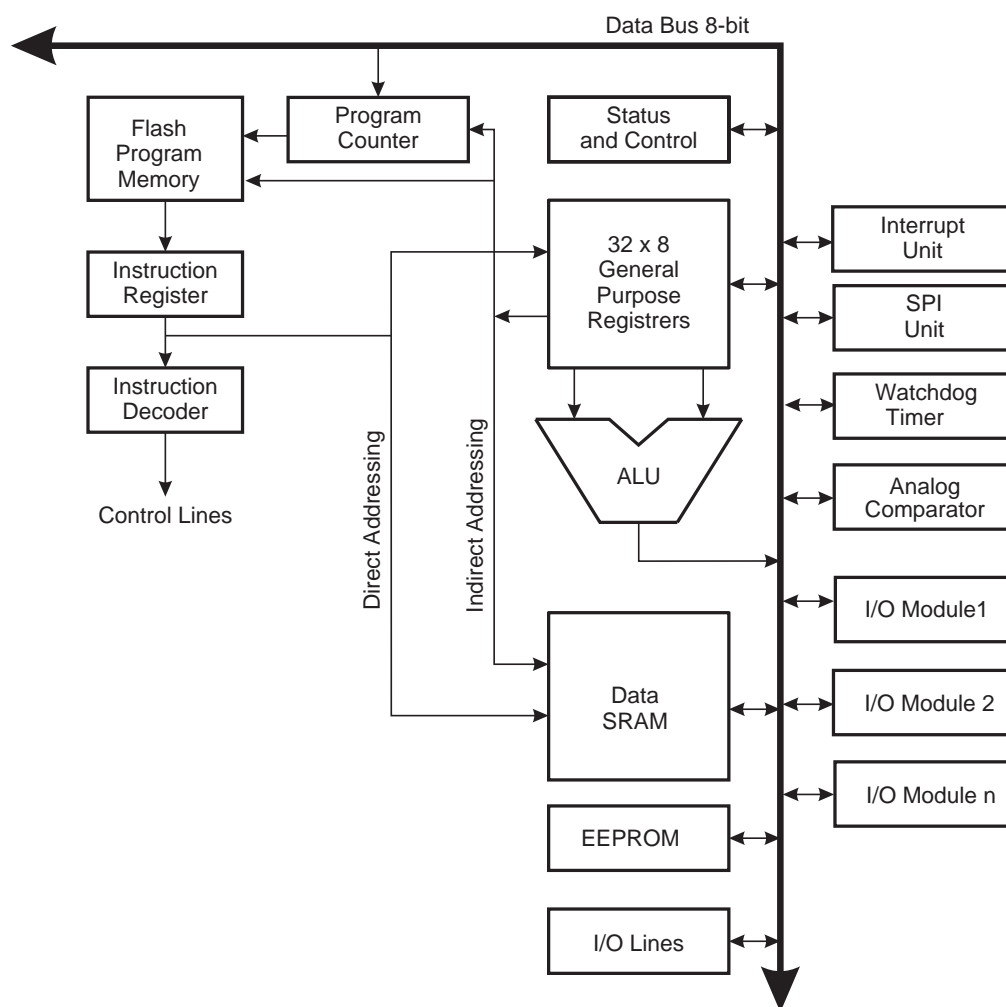 Data Bus 8-bit
Flash
Program
Memory
Program
Counter
Status
and Control
Instruction
Register
32 x 8
General
Purpose
Registrers
Interrupt
Unit
SPI
Unit
Instruction
Decoder
Watchdog
Timer
Control Lines
Direct Addressing
Indirect Addressing
ALU
Analog
Comparator
I/O Module1
Data
SRAM
I/O Module 2
I/O Module n
EEPROM
I/O Lines